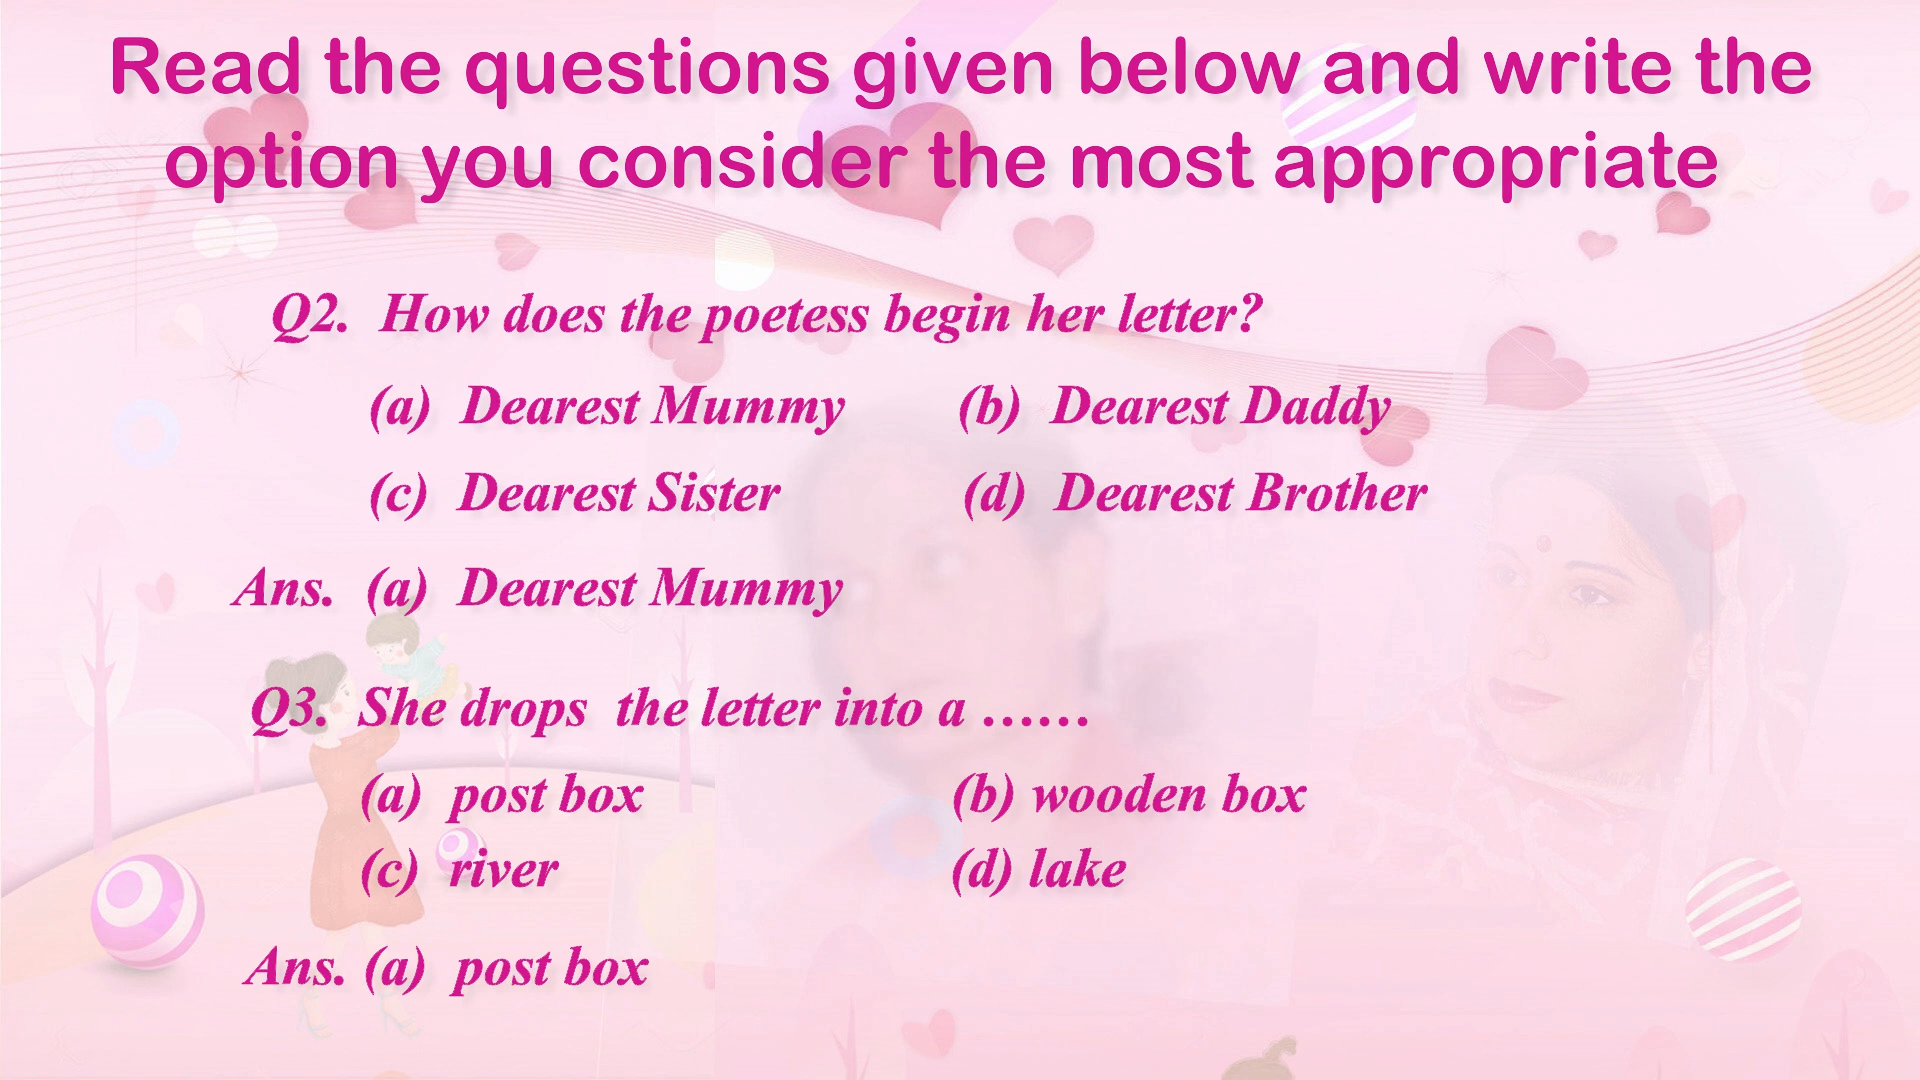 Read the questions given below and write the
option you consider the most appropriate
Q2. How does the poetess begin her letter?
(a) Dearest Mummy (b) Dearest Daddy
(c) Dearest Sister (d) Dearest Brother
Ans. (a) Dearest Mummy
Q3. She drops the letter into a ......
(a) post box (b) wooden box
(c) river (d) lake
Ans. (a) post box